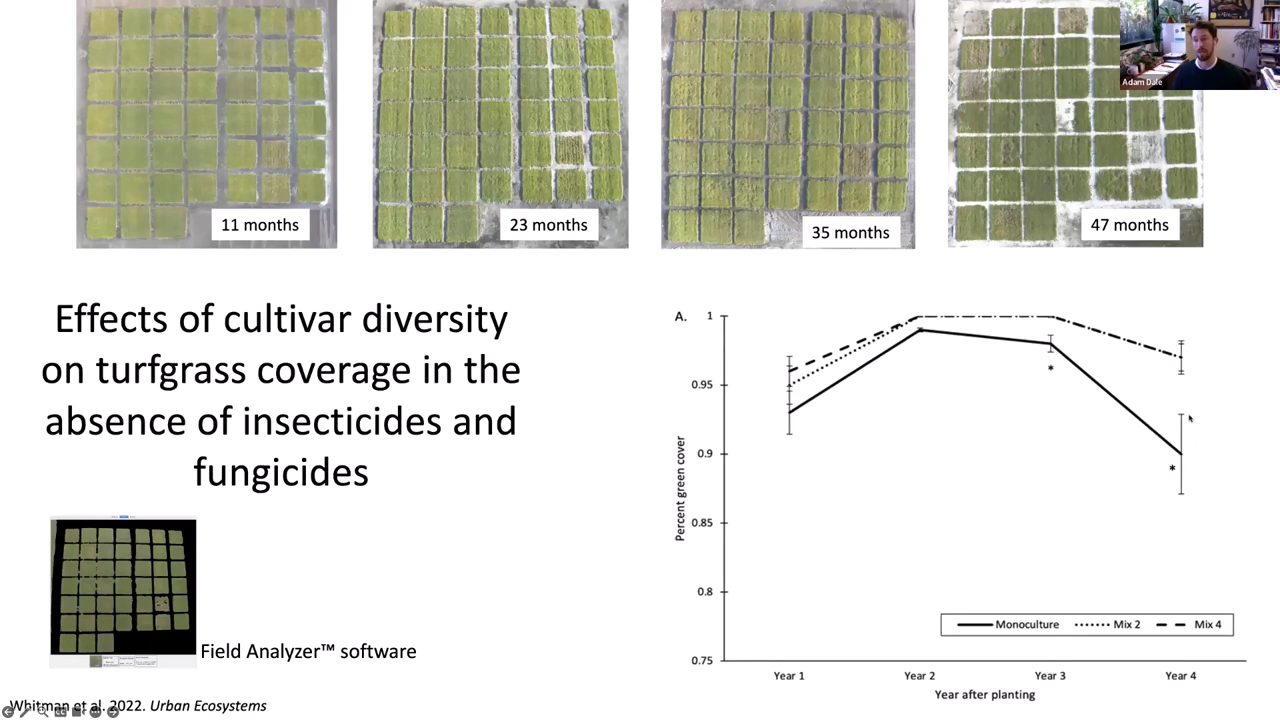 Adam Dale
11 months
23 months
35 months
47 months
Effects of cultivar diversity
on turfgrass coverage in the
absence of insecticides and
fungicides
Field Analyzer™ software
Whitman et al. 2022. Urban Ecosystems
A.
Percent green cover
1
0.95
0.9
0.85
0.8
0.75
*
*
Monoculture Mix 2 Mix 4
Year 1 Year 2 Year 3 Year 4
Year after planting